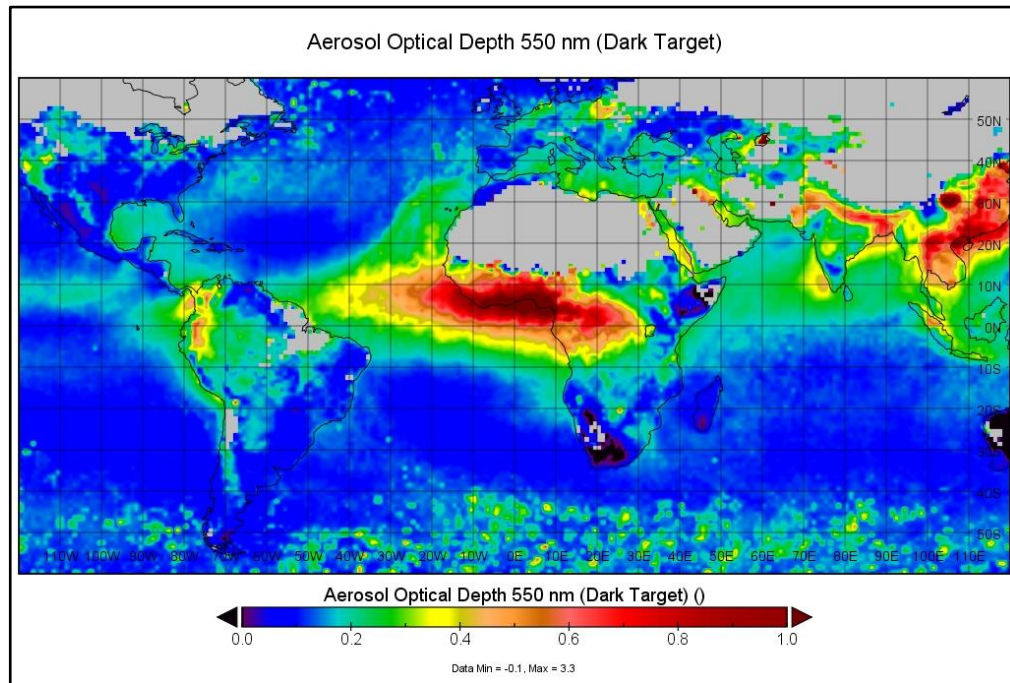 Aerosol Optical Depth 550 nm (Dark Target)
50N
40N
30N
20N
10N
0N
10S
20S
30S
40S
50S
110W 100W 90W 80W 70W 60W 50W 40W 30W 20W 10W 0E 10E 20E 30E 40E 50E 60E 70E 80E 90E 100E 110E
Aerosol Optical Depth 550 nm (Dark Target) ()
0.0 0.2 0.4 0.6 0.8 1.0
Data Min = -0.1, Max = 3.3